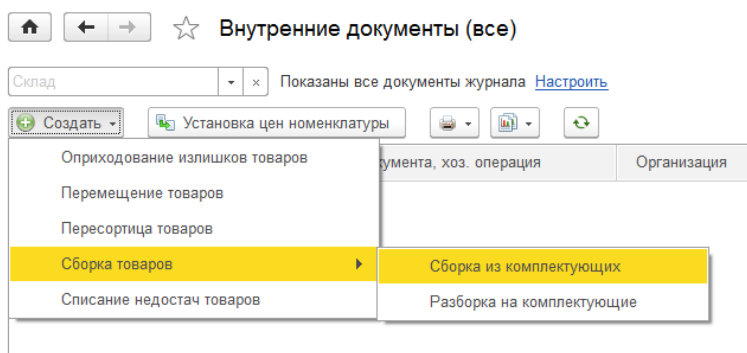 Внутренние документы (все)
Склад
Показаны все документы журнала Настроить
Создать
Установка цен номенклатуры
Оприходование излишков товаров
хоз. операция
Организация
Перемещение товаров
Пересортица товаров
Сборка товаров
Сборка из комплектующих
Списание недостач товаров
Разборка на комплектующие